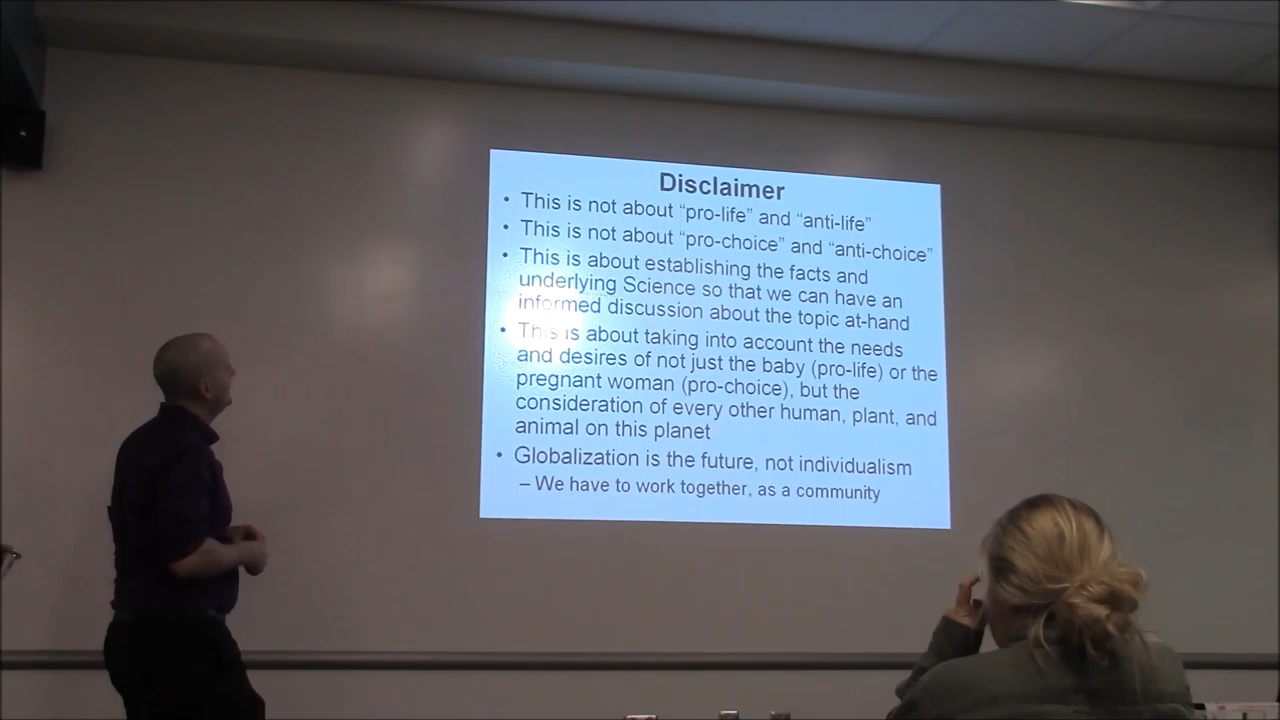 Disclaimer
• This is not about “pro-life” and “anti-life”
• This is not about “pro-choice” and “anti-choice”
• This is about establishing the facts and
underlying Science so that we can have an
informed discussion about the topic at-hand
• This is about taking into account the needs
and desires of not just the baby (pro-life) or the
pregnant woman (pro-choice), but the
consideration of every other human, plant, and
animal on this planet
• Globalization is the future, not individualism
– We have to work together, as a community